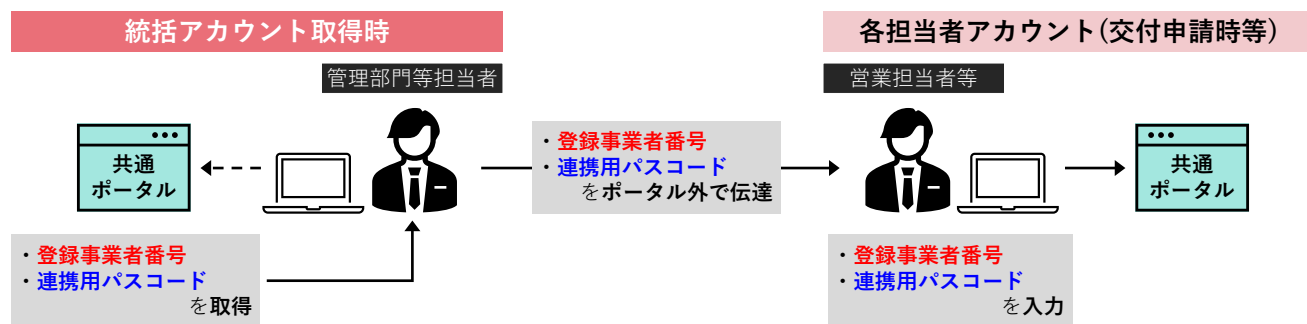 統括アカウント取得時
各担当者アカウント(交付申請時等)
管理部門等担当者
営業担当者等
共通
ポータル
・登録事業者番号
・連携用パスコード
をポータル外で伝達
共通
ポータル
・登録事業者番号
・連携用パスコード
を取得
・登録事業者番号
・連携用パスコード
を入力